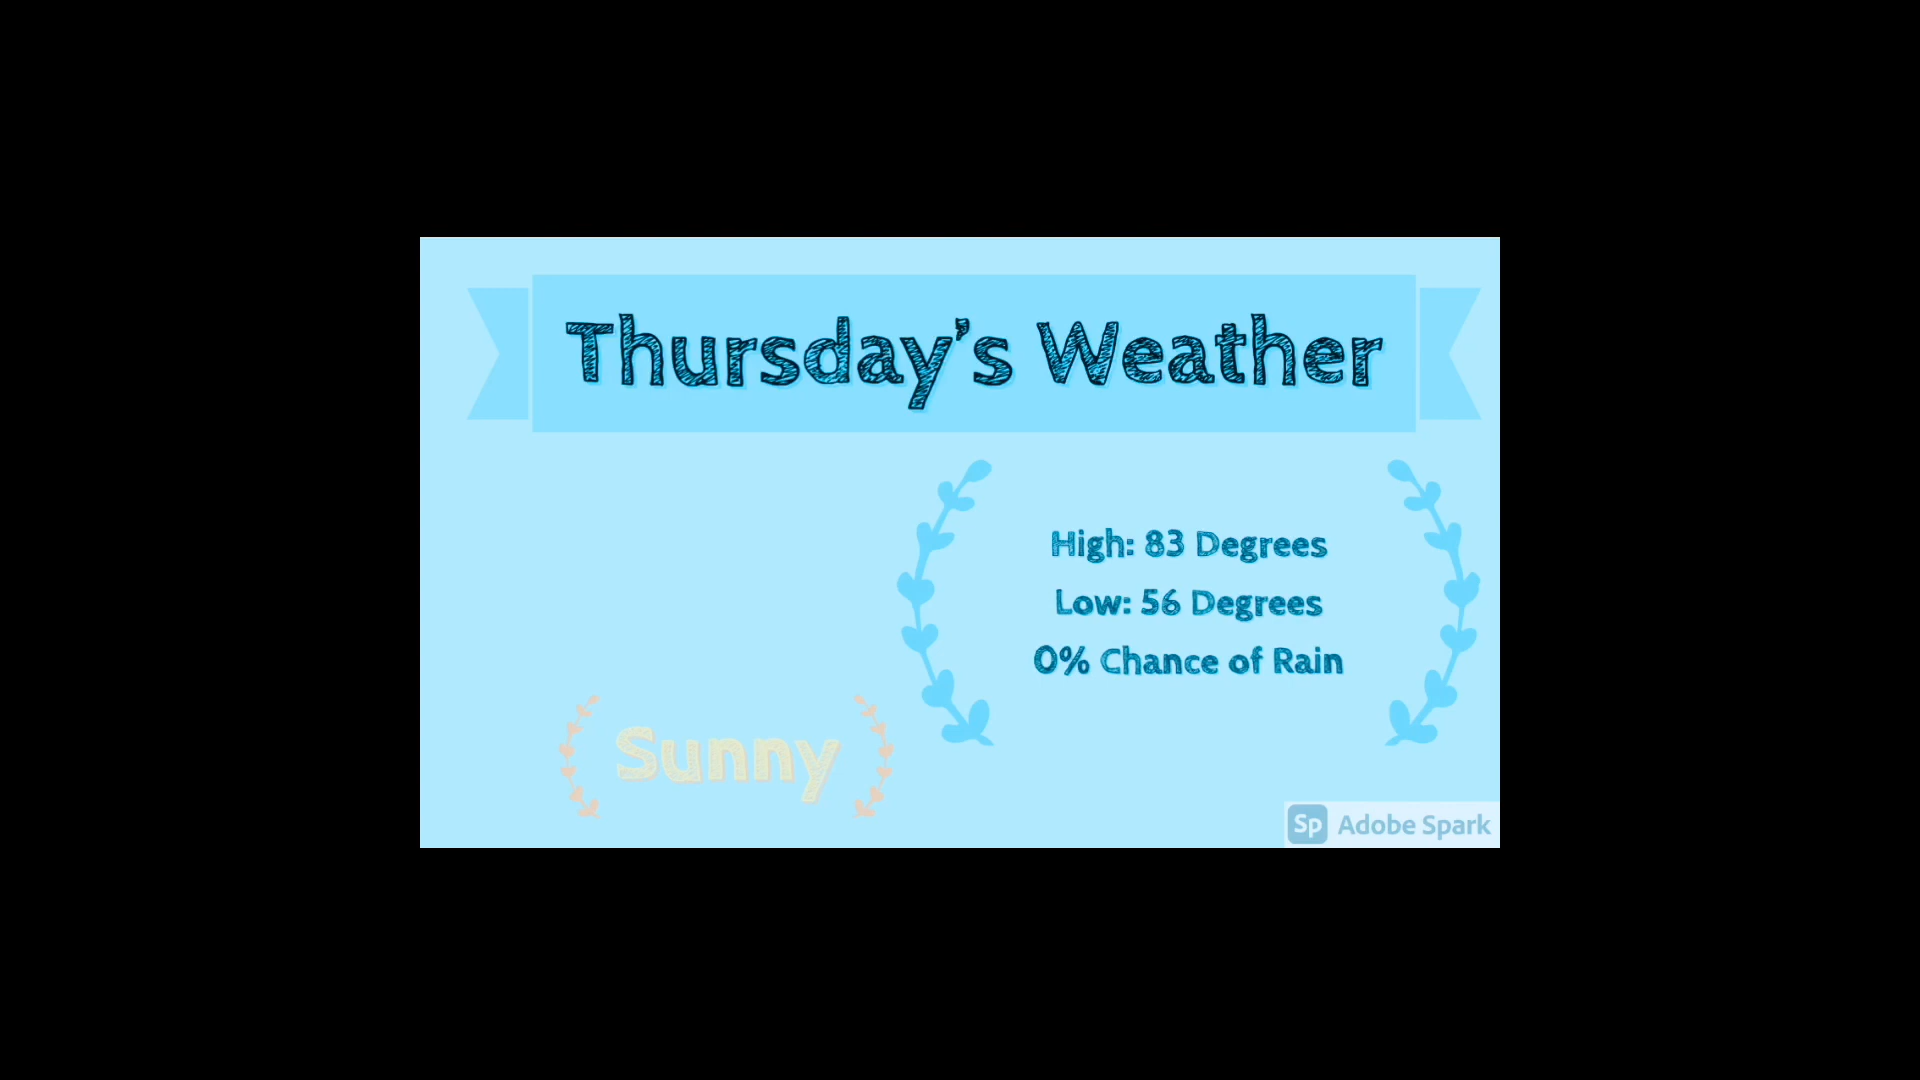 Thursday’s Weather
High: 83 Degrees
Low: 56 Degrees
0% Chance of Rain
Sunny
Sp Adobe Spark